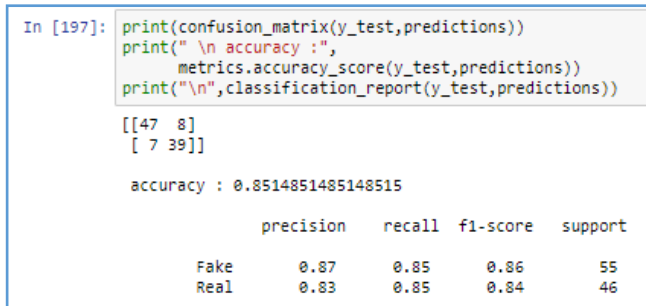 In [197]: print(confusion_matrix(y_test,predictions))
print(" \n accuracy :",
metrics.accuracy_score(y_test,predictions))
print("\n",classification_report(y_test,predictions))
[[47 8]
[ 7 39]]
accuracy : 0.8514851485148515
precision recall f1-score support
Fake 0.87 0.85 0.86 55
Real 0.83 0.85 0.84 46